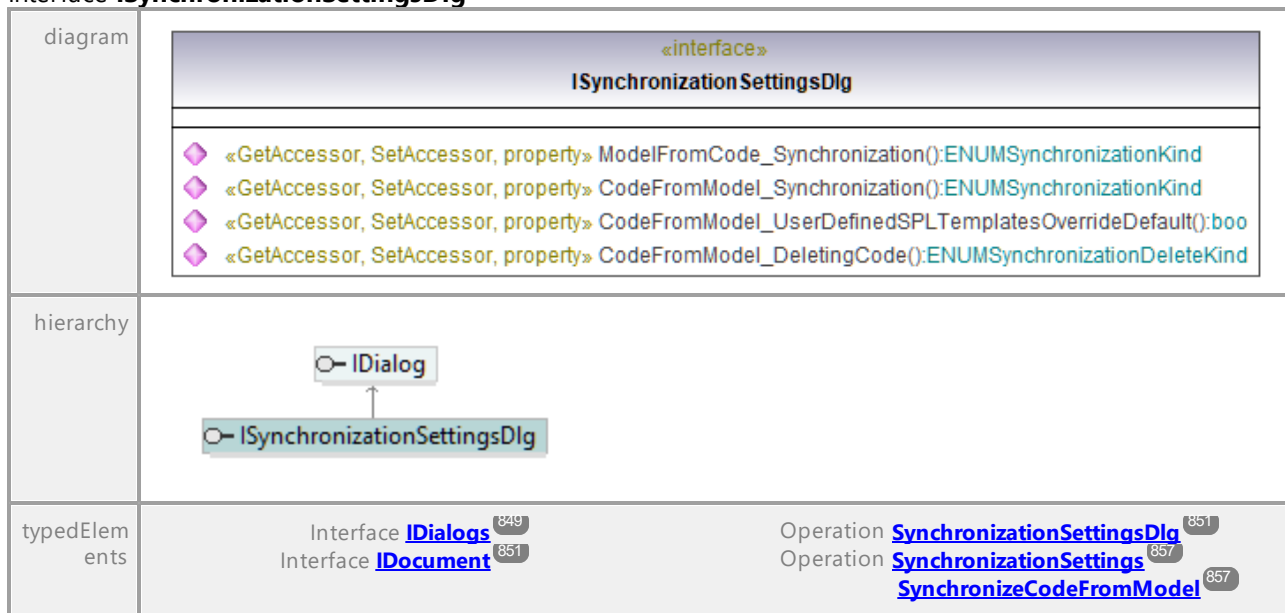 interface ISynchronizationSettingsDlg
diagram
«interface»
ISynchronizationSettingsDlg
«GetAccessor, SetAccessor, property» ModelFromCode_Synchronization():ENUMSynchronizationKind
«GetAccessor, SetAccessor, property» CodeFromModel_Synchronization():ENUMSynchronizationKind
«GetAccessor, SetAccessor, property» CodeFromModel_UserDefinedSPLTemplatesOverrideDefault():boo
«GetAccessor, SetAccessor, property» CodeFromModel_DeletingCode():ENUMSynchronizationDeleteKind
hierarchy
IDialog
ISynchronizationSettingsDlg
typedElem
ents
Interface IDialogs 849
Operation SynchronizationSettingsDlg 851
Interface IDocument 851
Operation SynchronizationSettings 857
SynchronizeCodeFromModel 857